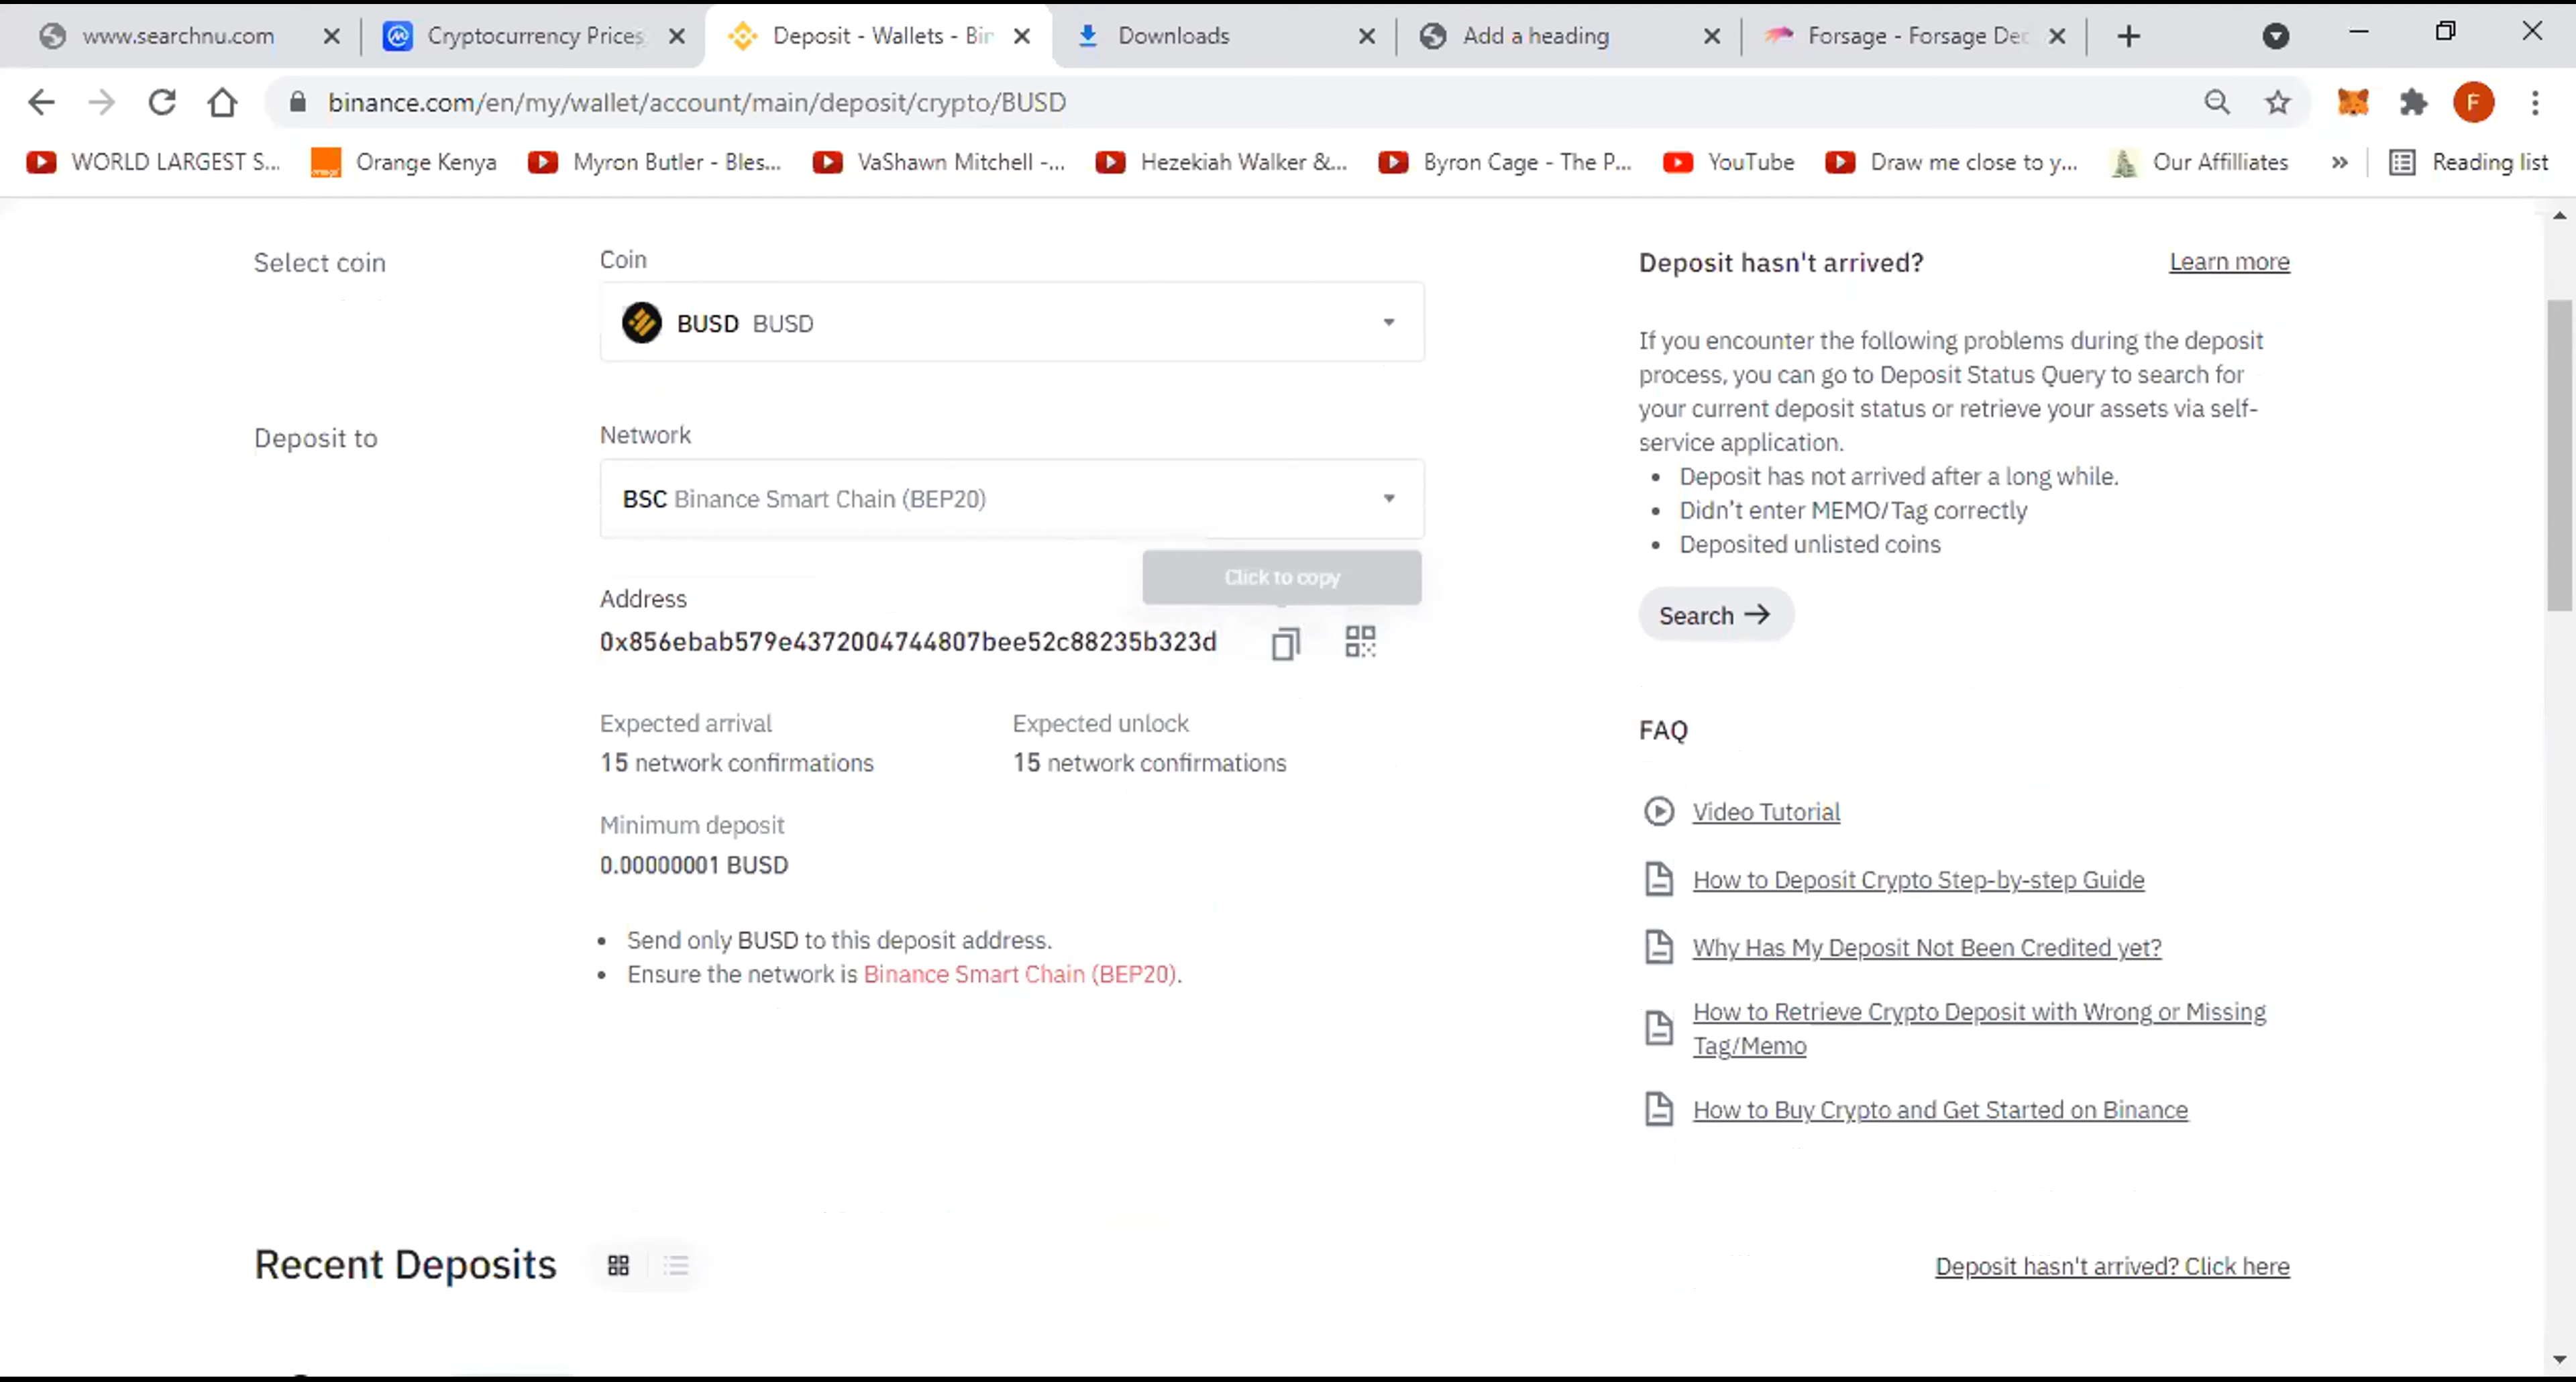 www.searchnu.com
Cryptocurrency Prices
Deposit - Wallets - Bin
Downloads
Add a heading
Forsage - Forsage Dec
binance.com/en/my/wallet/account/main/deposit/crypto/BUSD
F
WORLD LARGEST S...
Orange Kenya
Myron Butler - Bles...
VaShawn Mitchell -...
Hezekiah Walker &...
Byron Cage - The P...
YouTube
Draw me close to y...
Our Affilliates
Reading list
Select coin
Coin
BUSD BUSD
Deposit to
Network
BSC Binance Smart Chain (BEP20)
Click to copy
Address
0x856ebab579e4372004744807bee52c88235b323d
Expected arrival
15 network confirmations
Expected unlock
15 network confirmations
Minimum deposit
0.00000001 BUSD
• Send only BUSD to this deposit address.
• Ensure the network is Binance Smart Chain (BEP20).
Deposit hasn't arrived?
Learn more
If you encounter the following problems during the deposit
process, you can go to Deposit Status Query to search for
your current deposit status or retrieve your assets via self-
service application.
• Deposit has not arrived after a long while.
• Didn't enter MEMO/Tag correctly
• Deposited unlisted coins
Search →
FAQ
Video Tutorial
How to Deposit Crypto Step-by-step Guide
Why Has My Deposit Not Been Credited yet?
How to Retrieve Crypto Deposit with Wrong or Missing
Tag/Memo
How to Buy Crypto and Get Started on Binance
Recent Deposits
Deposit hasn't arrived? Click here